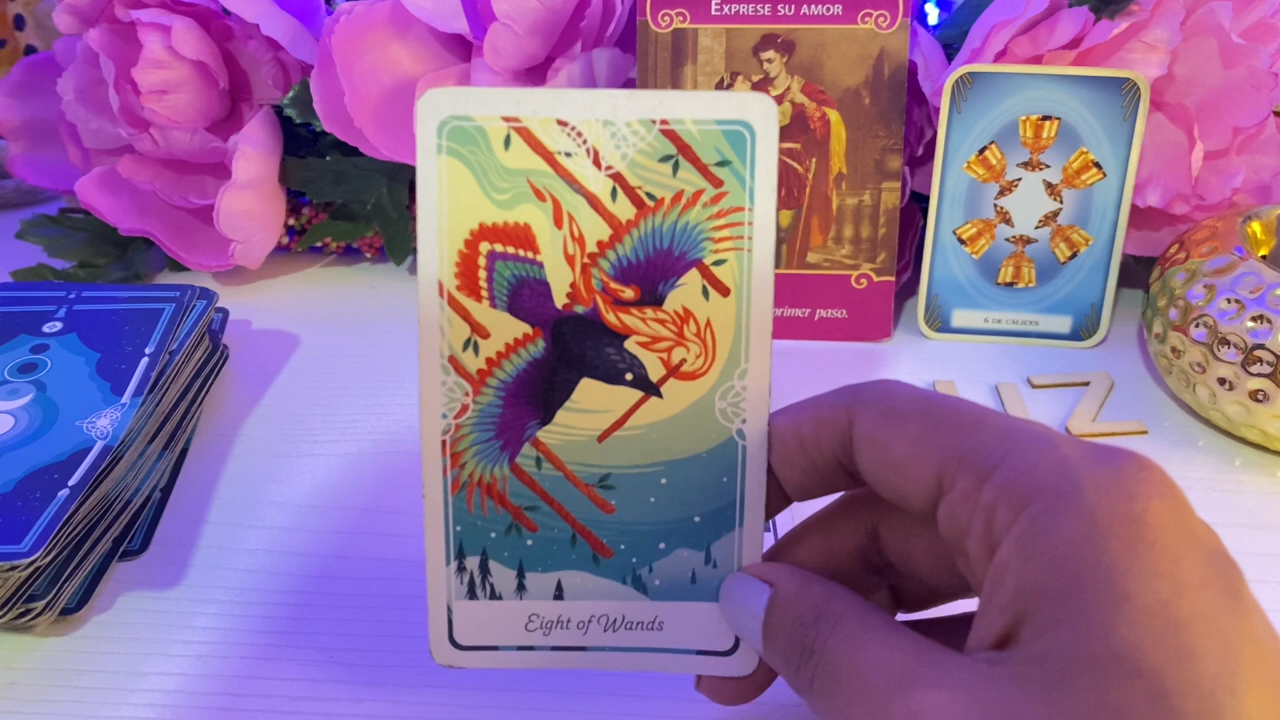 EXPRESE SU AMOR
primer paso.
6 DE CÁLICES
Eight of Wands